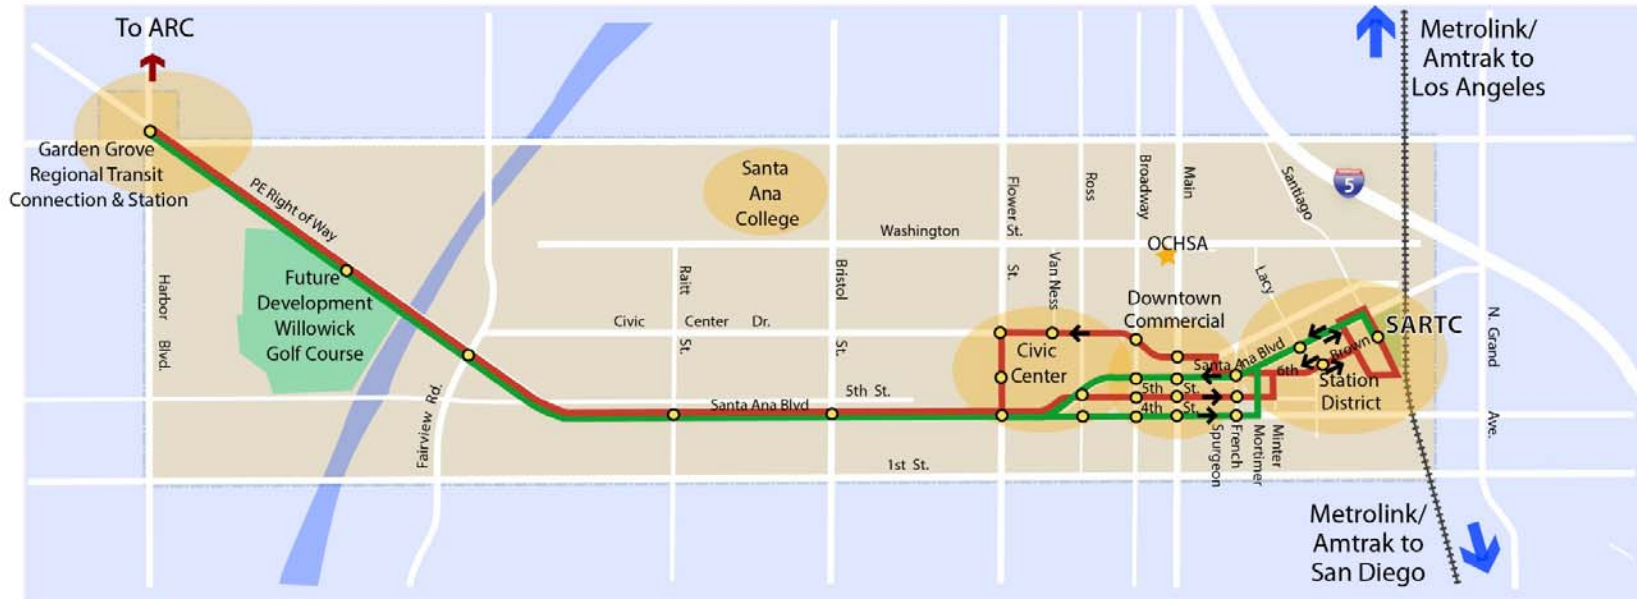 To ARC
Metrolink/
Amtrak to
Los Angeles
Garden Grove
Regional Transit
Connection & Station
PE Right of Way
Santa
Ana
College
Flower
St.
Ross
Broadway
Main
Santiago
5
Washington
OCHSA
Future
Development
Willowick
Golf Course
Harbor
Blvd.
Raitt
St.
Bristol
St.
St.
Van Ness
Lacy
Downtown
Commercial
Civic Center Dr.
Civic
Center
Santa Ana Blvd
6th
Brown
SARTC
Station
District
N. Grand
Ave.
Fairview Rd.
Santa Ana Blvd
5th St.
5th St.
4th St.
Spurgeon
French
Mortimer
Minter
1st St.
Metrolink/
Amtrak to
San Diego